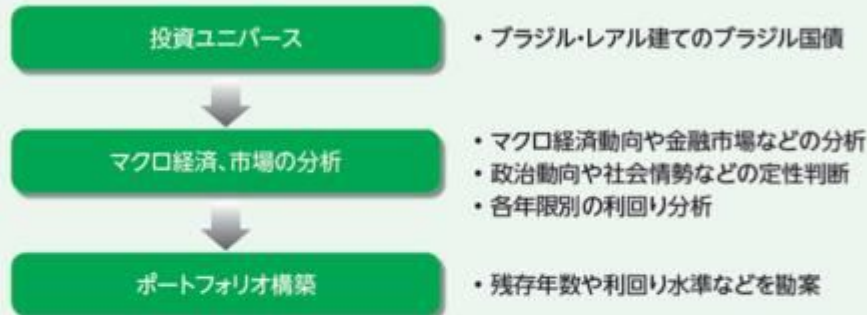 投資ユニバース
・ブラジル・レアル建てのブラジル国債
マクロ経済、市場の分析
・マクロ経済動向や金融市場などの分析
・政治動向や社会情勢などの定性判断
・各年限別の利回り分析
ポートフォリオ構築
・残存年数や利回り水準などを勘案